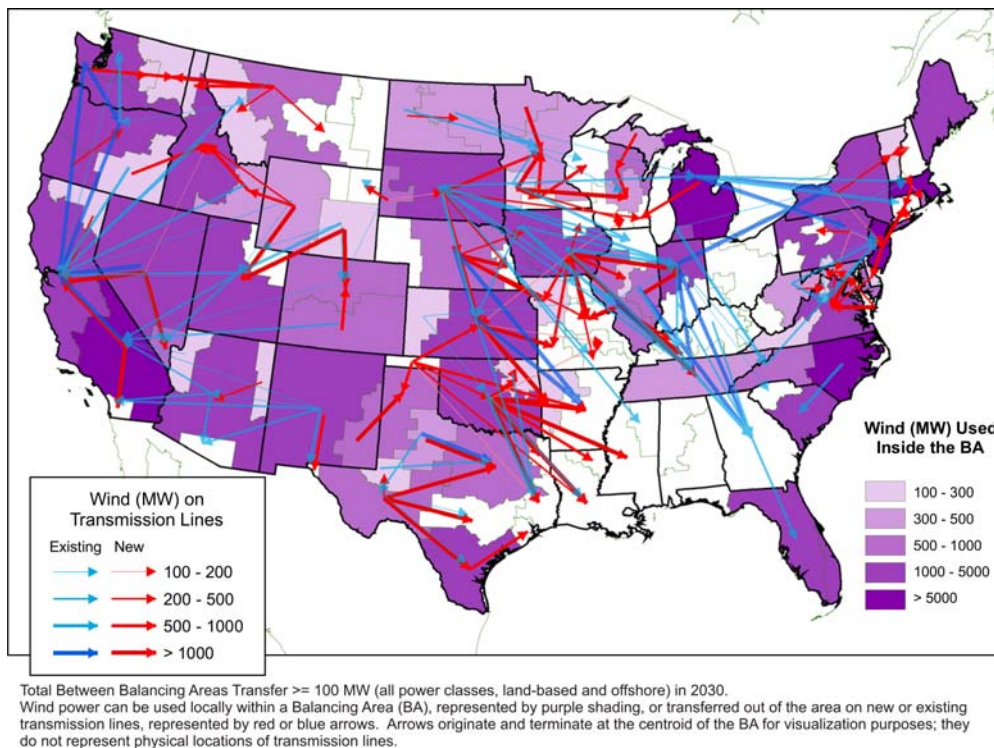 Wind (MW) Used
Inside the BA
100 - 300
300 - 500
500 - 1000
1000 - 5000
> 5000
Wind (MW) on
Transmission Lines
Existing New
100 - 200
200 - 500
500 - 1000
> 1000
Total Between Balancing Areas Transfer >= 100 MW (all power classes, land-based and offshore) in 2030.
Wind power can be used locally within a Balancing Area (BA), represented by purple shading, or transferred out of the area on new or existing
transmission lines, represented by red or blue arrows. Arrows originate and terminate at the centroid of the BA for visualization purposes; they
do not represent physical locations of transmission lines.